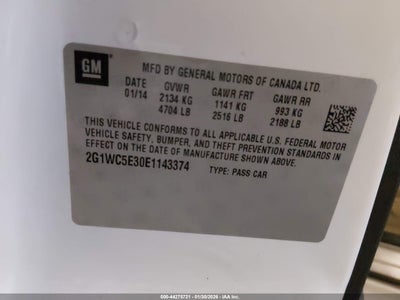 GM
MFD BY GENERAL MOTORS OF CANADA LTD.
DATE GVWR GAWR FRT GAWR RR
01/14 2134 KG 1141 KG 993 KG
4704 LB 2516 LB 2188 LB
THIS VEHICLE CONFORMS TO ALL APPLICABLE U.S. FEDERAL MOTOR
VEHICLE SAFETY, BUMPER, AND THEFT PREVENTION STANDARDS IN
EFFECT ON THE DATE OF MANUFACTURE SHOWN ABOVE.
2G1WC5E30E1143374 TYPE: PASS CAR
500-44275731 - 01/30/2026 - IAA Inc.